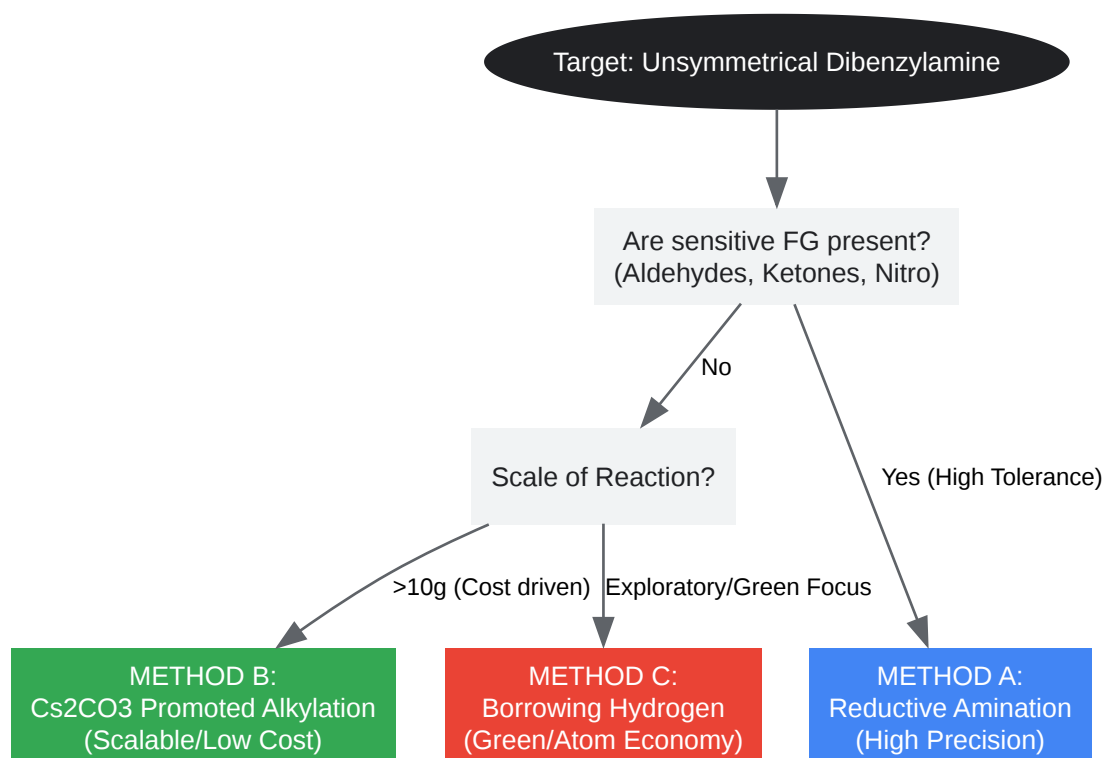 Target: Unsymmetrical Dibenzylamine
Are sensitive FG present?
(Aldehydes, Ketones, Nitro)
No
Scale of Reaction?
Yes (High Tolerance)
>10g (Cost driven)
Exploratory/Green Focus
METHOD B:
Cs2CO3 Promoted Alkylation
(Scalable/Low Cost)
METHOD C:
Borrowing Hydrogen
(Green/Atom Economy)
METHOD A:
Reductive Amination
(High Precision)